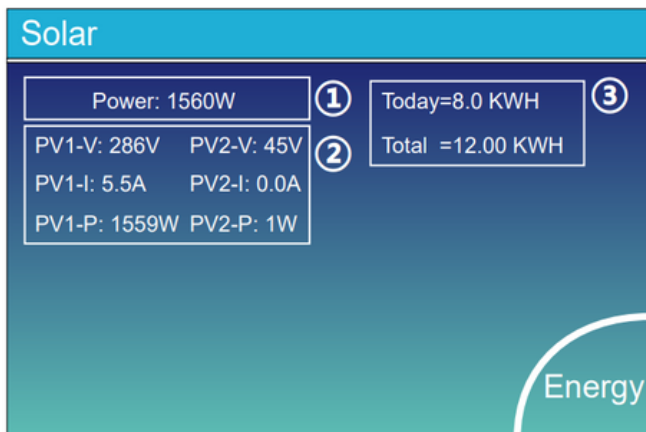 Solar
Power: 1560W
①
PV1-V: 286V PV2-V: 45V
PV1-I: 5.5A PV2-I: 0.0A
PV1-P: 1559W PV2-P: 1W
②
Today=8.0 KWH
Total =12.00 KWH
③
Energy